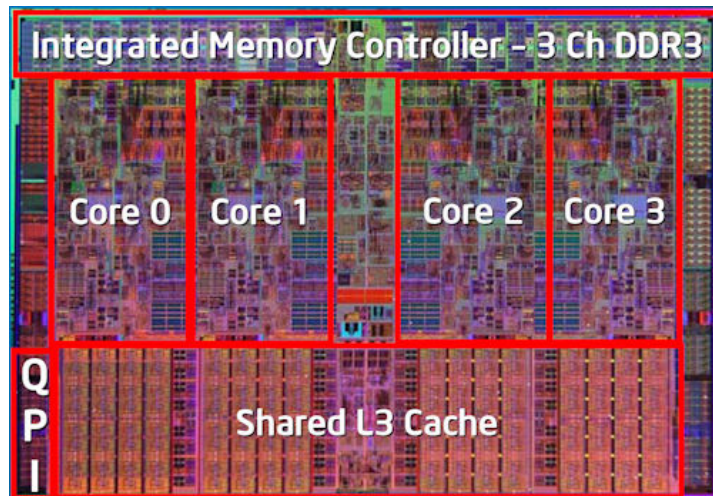 Integrated Memory Controller – 3 Ch DDR3
Core 0
Core 1
Core 2
Core 3
Q
P
I
Shared L3 Cache